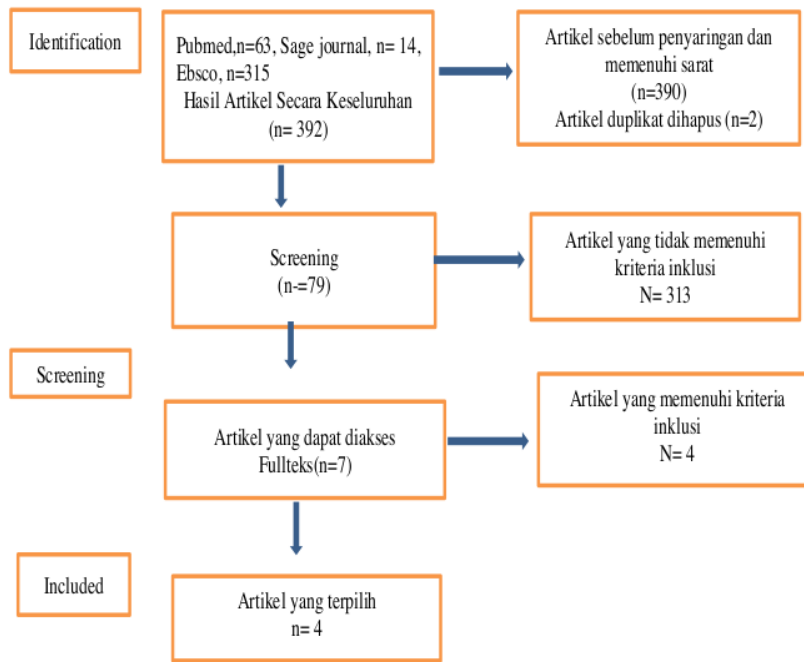 Identification
Pubmed,n=63, Sage journal, n= 14,
Ebsco, n=315
Hasil Artikel Secara Keseluruhan
(n= 392)
Artikel sebelum penyaringan dan
memenuhi sarat
(n=390)
Artikel duplikat dihapus (n=2)
Screening
(n-=79)
Artikel yang tidak memenuhi
kriteria inklusi
N= 313
Screening
Artikel yang dapat diakses
Fullteks(n=7)
Artikel yang memenuhi kriteria
inklusi
N= 4
Included
Artikel yang terpilih
n= 4